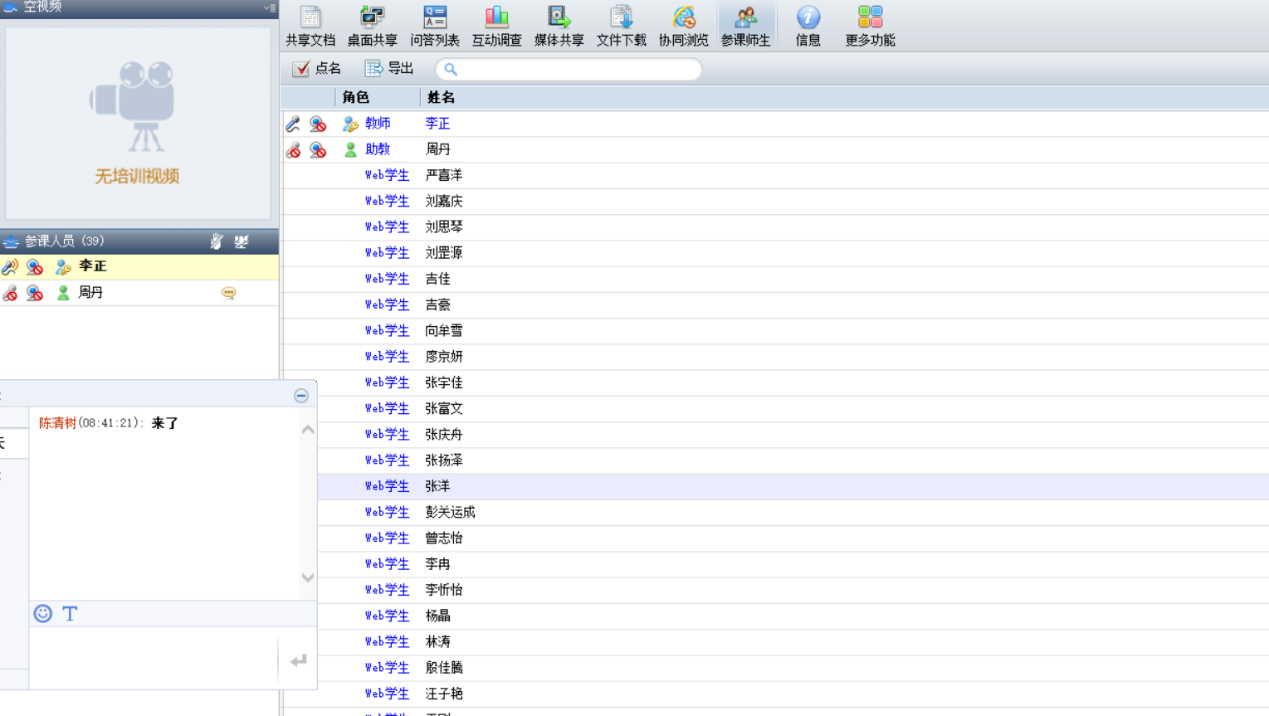 空视频
共享文档 桌面共享 问答列表 互动调查 媒体共享 文件下载 协同浏览 参课师生 信息 更多功能
点名 导出
角色 姓名
无培训视频
参课人员 (39)
李正
周丹
陈清树(08:41:21): 来了
教师 李正
助教 周丹
Web学生 严喜洋
Web学生 刘嘉庆
Web学生 刘思琴
Web学生 刘罡源
Web学生 吉佳
Web学生 吉豪
Web学生 向牟雪
Web学生 廖京妍
Web学生 张宇佳
Web学生 张富文
Web学生 张庆舟
Web学生 张扬泽
Web学生 张洋
Web学生 彭关运成
Web学生 曾志怡
Web学生 李冉
Web学生 李忻怡
Web学生 杨晶
Web学生 林涛
Web学生 殷佳腾
Web学生 汪子艳